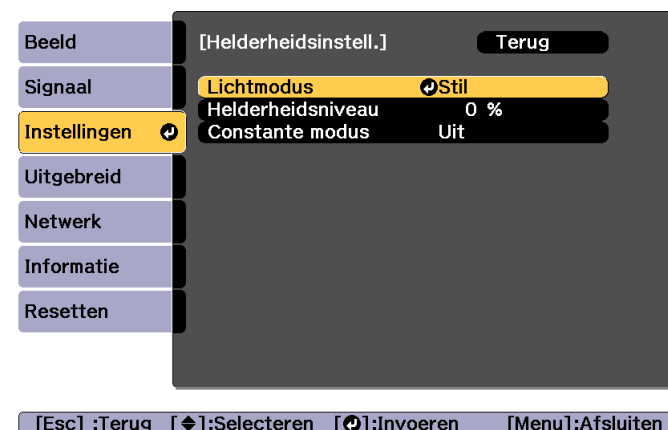 Beeld
Signaal
Instellingen
Uitgebreid
Netwerk
Informatie
Resetten
[Helderheidsinstell.] Terug
Lichtmodus Stil
Helderheidsniveau 0 %
Constante modus Uit
[Esc] :Terug [◆]:Selecteren [↵]:Invoeren [Menu]:Afsluiten